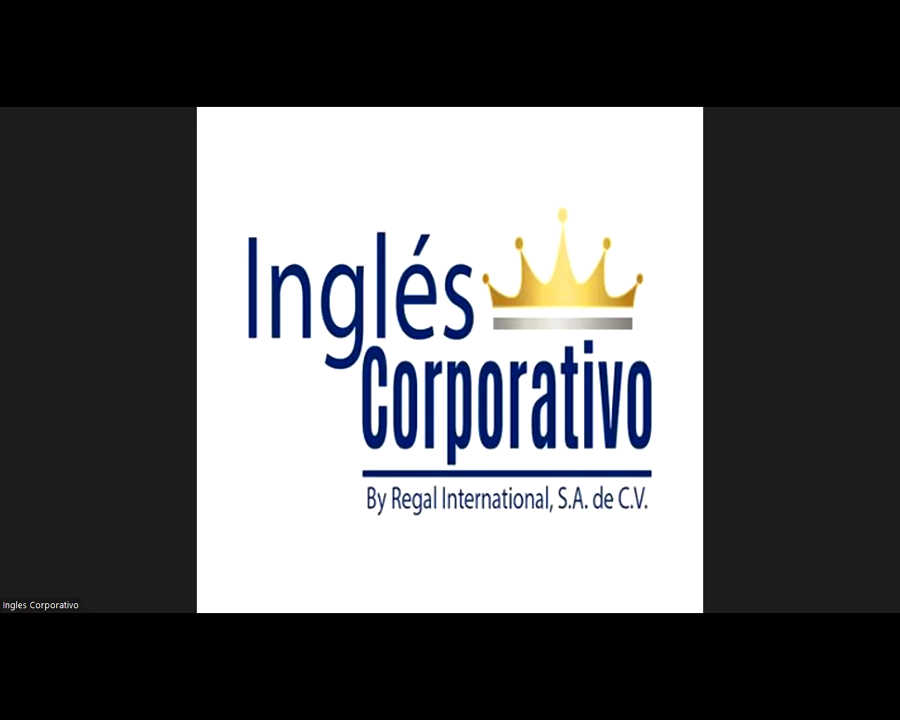 Inglés
Corporativo
By Regal International, S.A. de C.V.
Ingles Corporativo